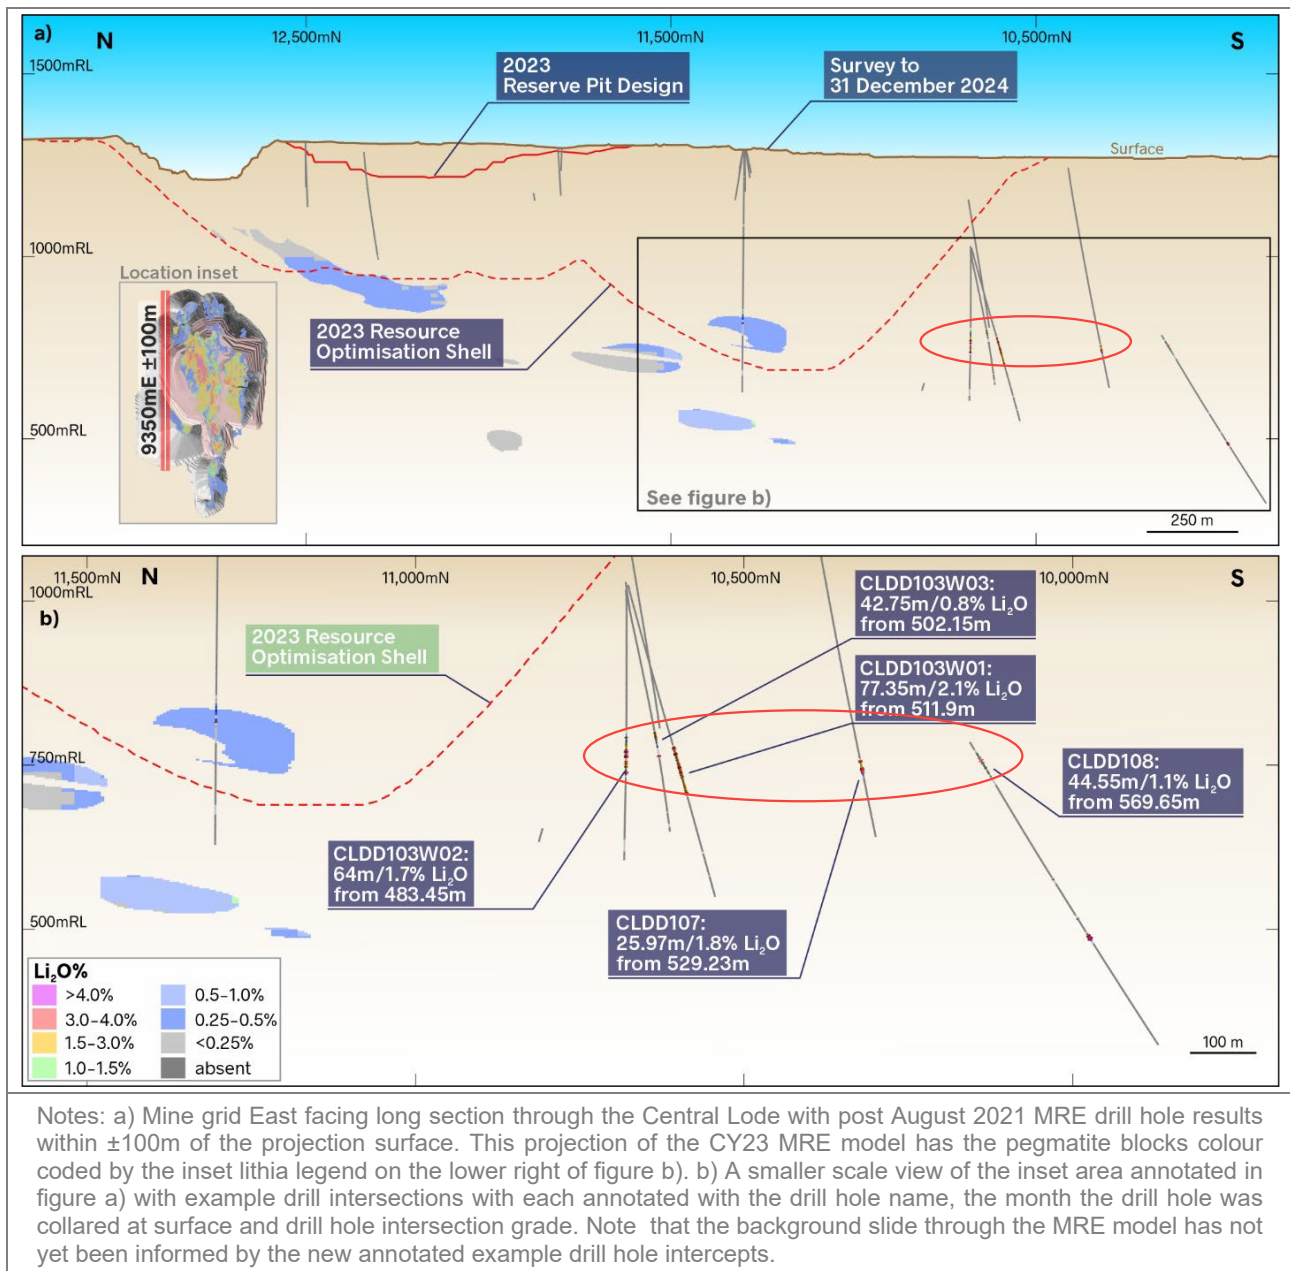 a)
N
12,500mN
11,500mN
10,500mN
S
1500mRL
2023
Reserve Pit Design
Survey to
31 December 2024
Surface
1000mRL
Location inset
9350mE ±100m
2023 Resource
Optimisation Shell
500mRL
See figure b)
250 m
11,500mN
N
11,000mN
10,500mN
10,000mN
S
1000mRL
b)
CLDD103W03:
42.75m/0.8% Li₂O
from 502.15m
2023 Resource
Optimisation Shell
CLDD103W01:
77.35m/2.1% Li₂O
from 511.9m
750mRL
CLDD108:
44.55m/1.1% Li₂O
from 569.65m
CLDD103W02:
64m/1.7% Li₂O
from 483.45m
CLDD107:
25.97m/1.8% Li₂O
from 529.23m
500mRL
Li₂O%
>4.0%
0.5–1.0%
3.0–4.0%
0.25–0.5%
1.5–3.0%
<0.25%
1.0–1.5%
absent
100 m
Notes: a) Mine grid East facing long section through the Central Lode with post August 2021 MRE drill hole results
within ±100m of the projection surface. This projection of the CY23 MRE model has the pegmatite blocks colour
coded by the inset lithia legend on the lower right of figure b). b) A smaller scale view of the inset area annotated in
figure a) with example drill intersections with each annotated with the drill hole name, the month the drill hole was
collared at surface and drill hole intersection grade. Note that the background slide through the MRE model has not
yet been informed by the new annotated example drill hole intercepts.